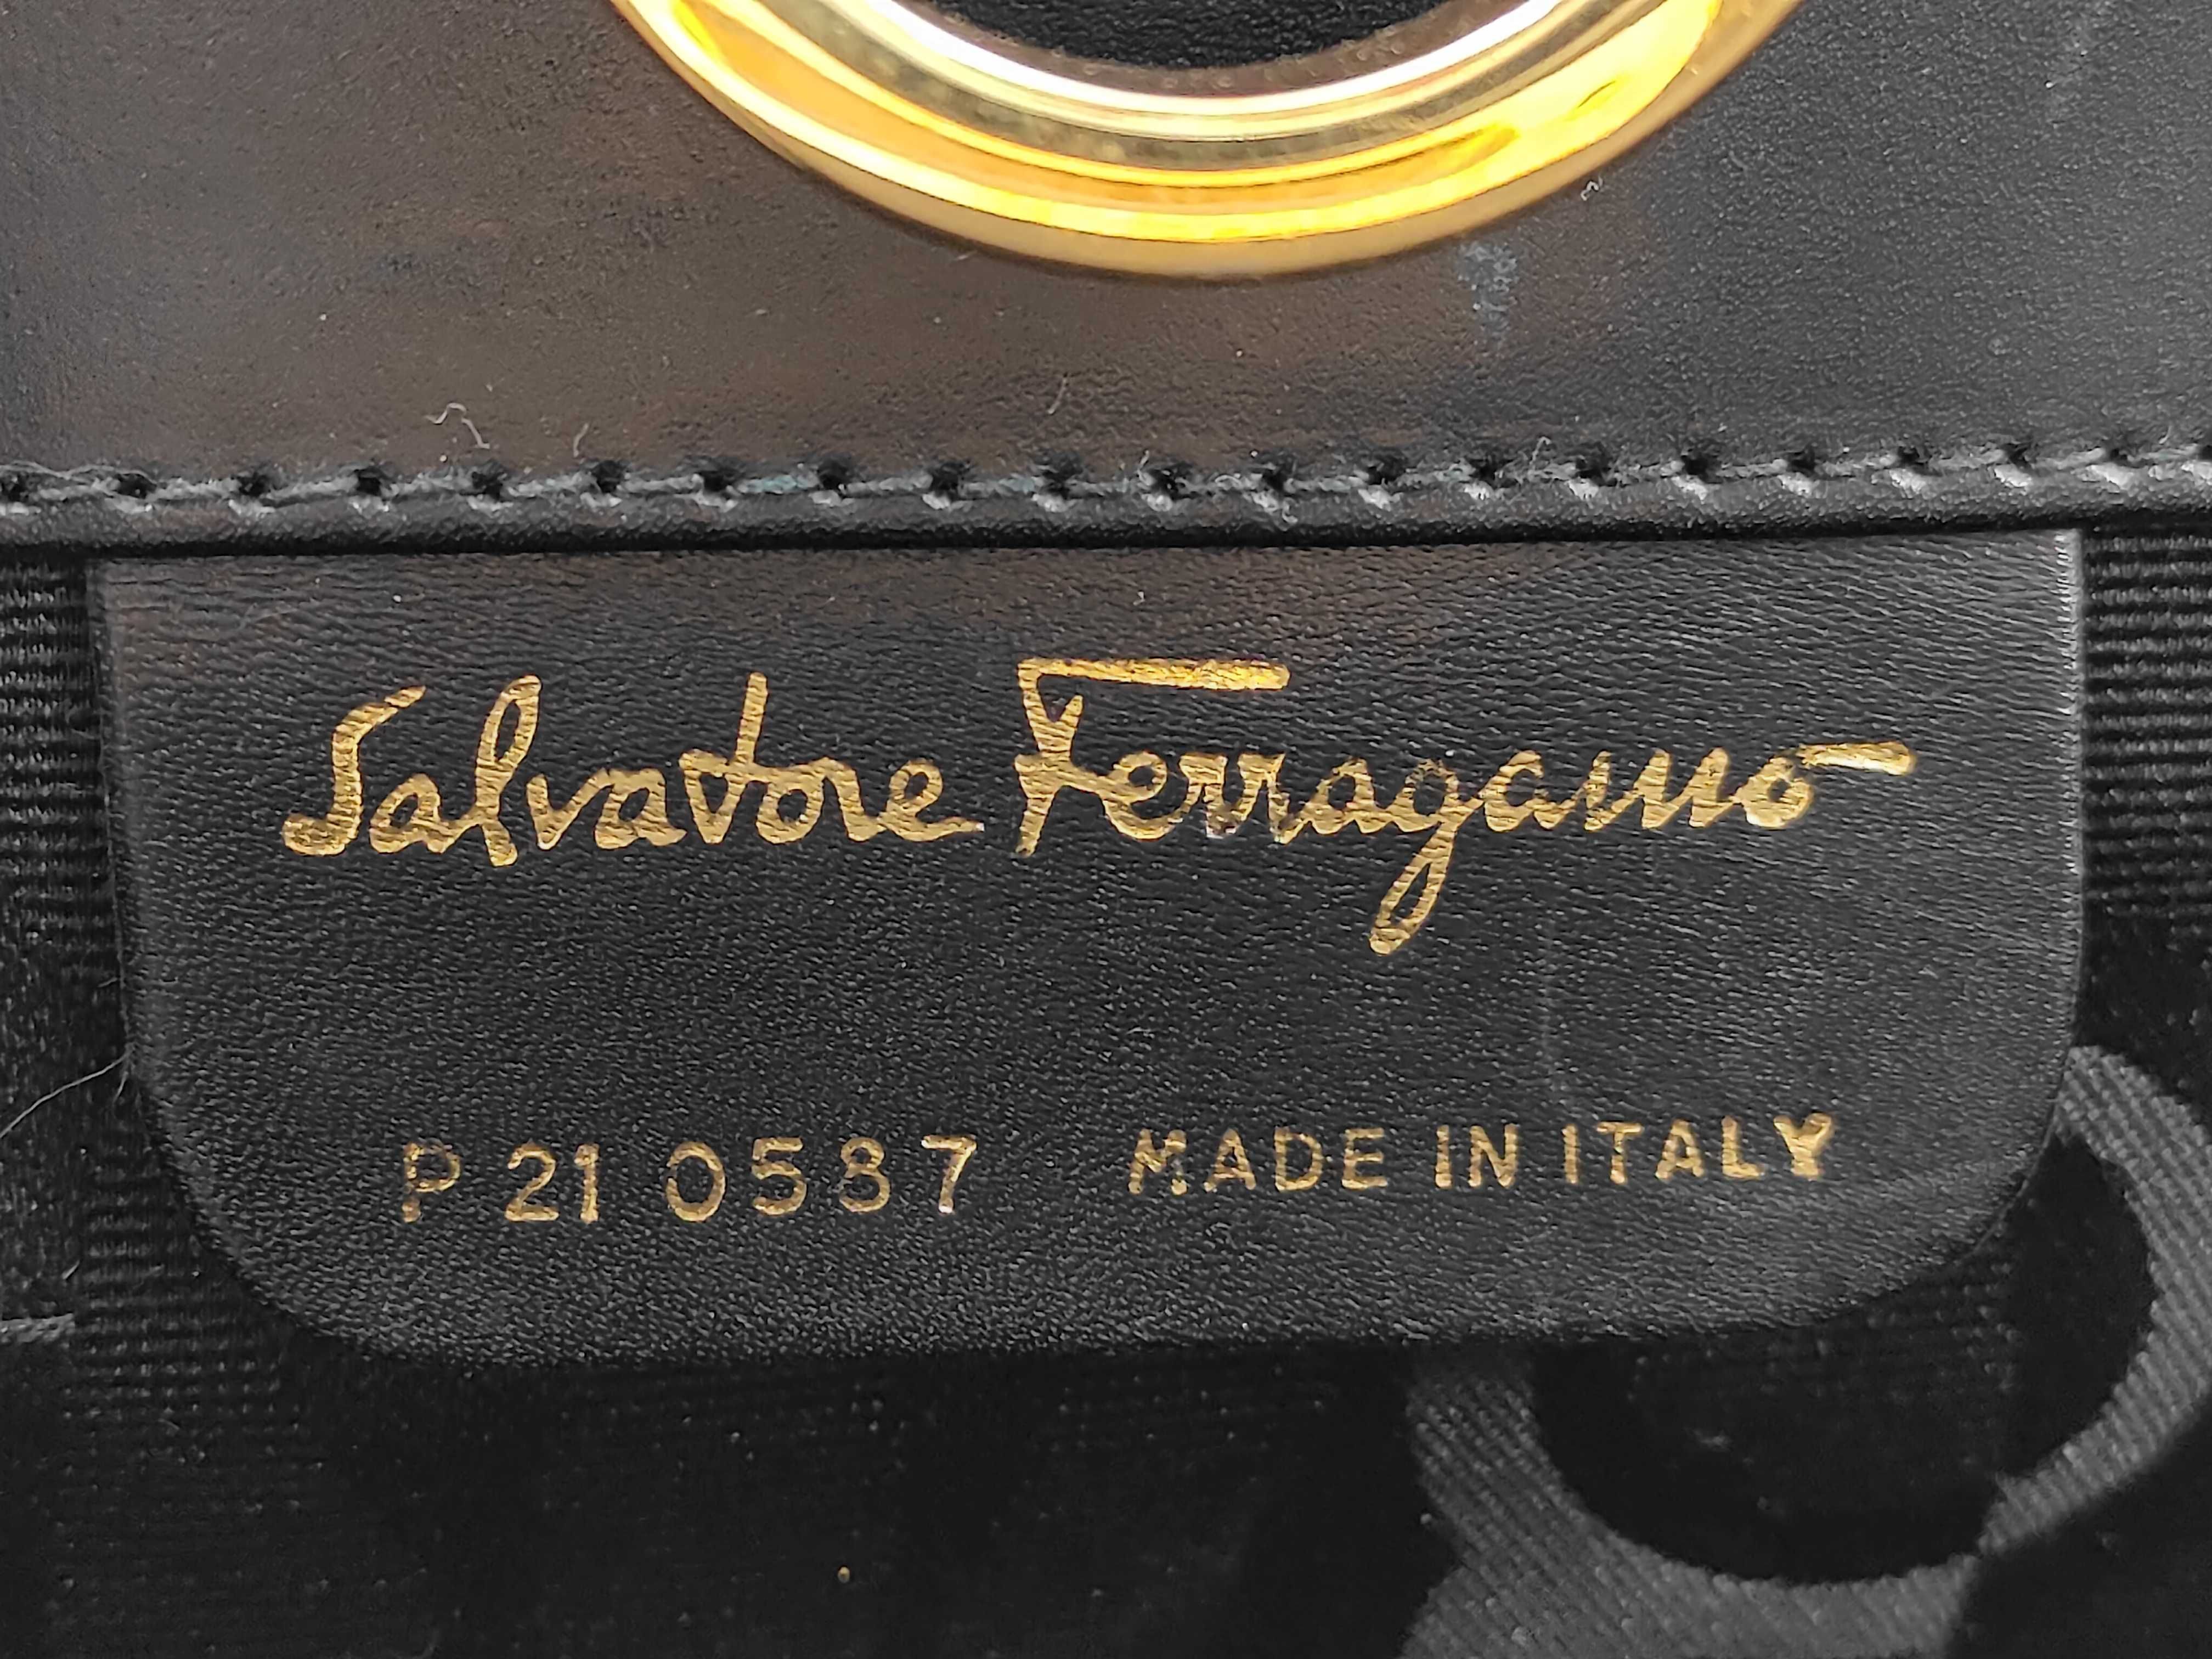 Salvatore Ferragamo
P 21 0587 MADE IN ITALY